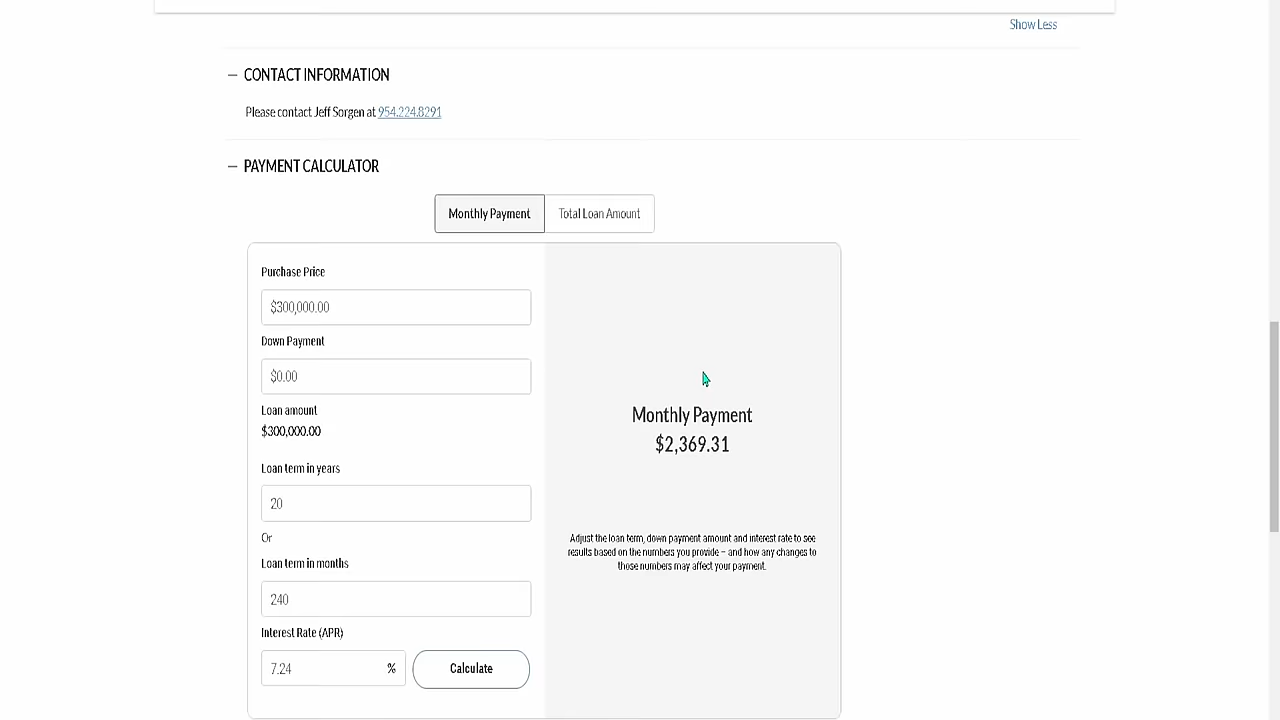 Show Less
— CONTACT INFORMATION
Please contact Jeff Sorgen at 954.224.8291
— PAYMENT CALCULATOR
Monthly Payment Total Loan Amount
Purchase Price
$300,000.00
Down Payment
$0.00
Loan amount
$300,000.00
Monthly Payment
$2,369.31
Loan term in years
20
Or
Loan term in months
240
Adjust the loan term, down payment amount and interest rate to see
results based on the numbers you provide – and how any changes to
those numbers may affect your payment.
Interest Rate (APR)
7.24 % Calculate